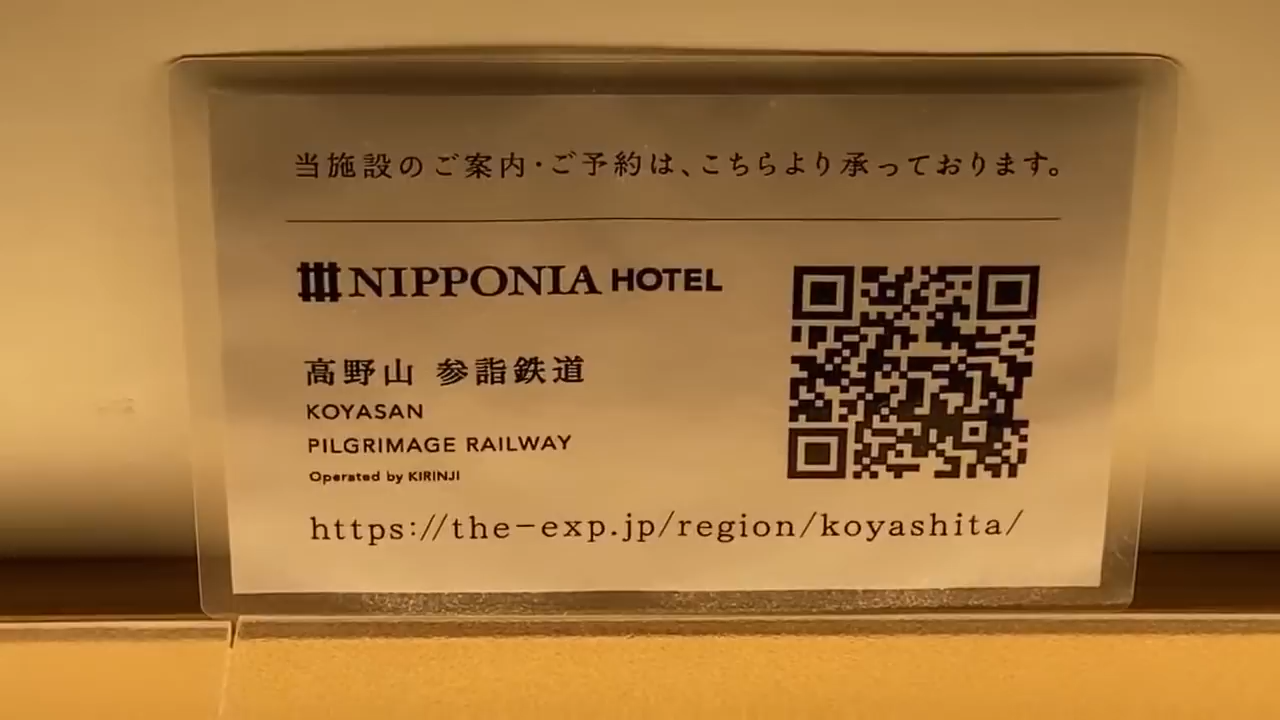 当施設のご案内・ご予約は、こちらより承っております。
NIPPONIA HOTEL
高野山 参詣鉄道
KOYASAN
PILGRIMAGE RAILWAY
Operated by KIRINJI
https://the-exp.jp/region/koyashita/